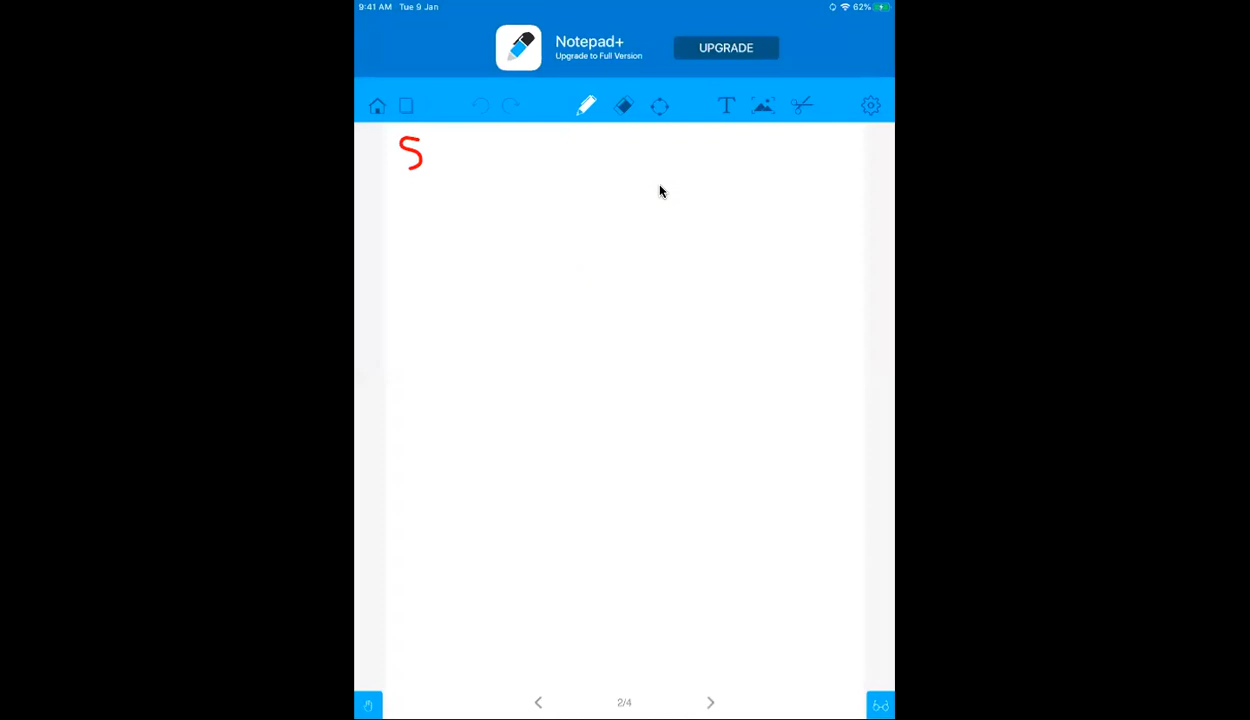 9:41 AM Tue 9 Jan 62%
Notepad+
Upgrade to Full Version
UPGRADE
T
S
2/4